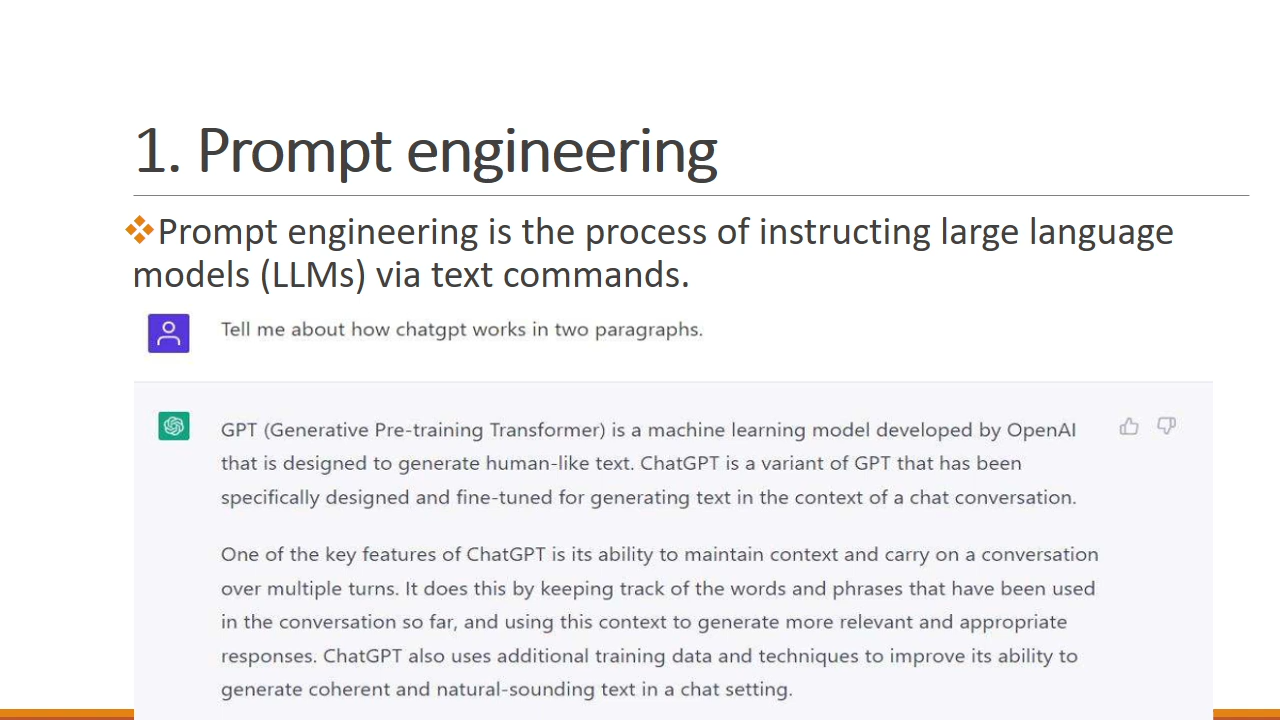 1. Prompt engineering
❖Prompt engineering is the process of instructing large language
models (LLMs) via text commands.
Tell me about how chatgpt works in two paragraphs.
GPT (Generative Pre-training Transformer) is a machine learning model developed by OpenAI
that is designed to generate human-like text. ChatGPT is a variant of GPT that has been
specifically designed and fine-tuned for generating text in the context of a chat conversation.
One of the key features of ChatGPT is its ability to maintain context and carry on a conversation
over multiple turns. It does this by keeping track of the words and phrases that have been used
in the conversation so far, and using this context to generate more relevant and appropriate
responses. ChatGPT also uses additional training data and techniques to improve its ability to
generate coherent and natural-sounding text in a chat setting.